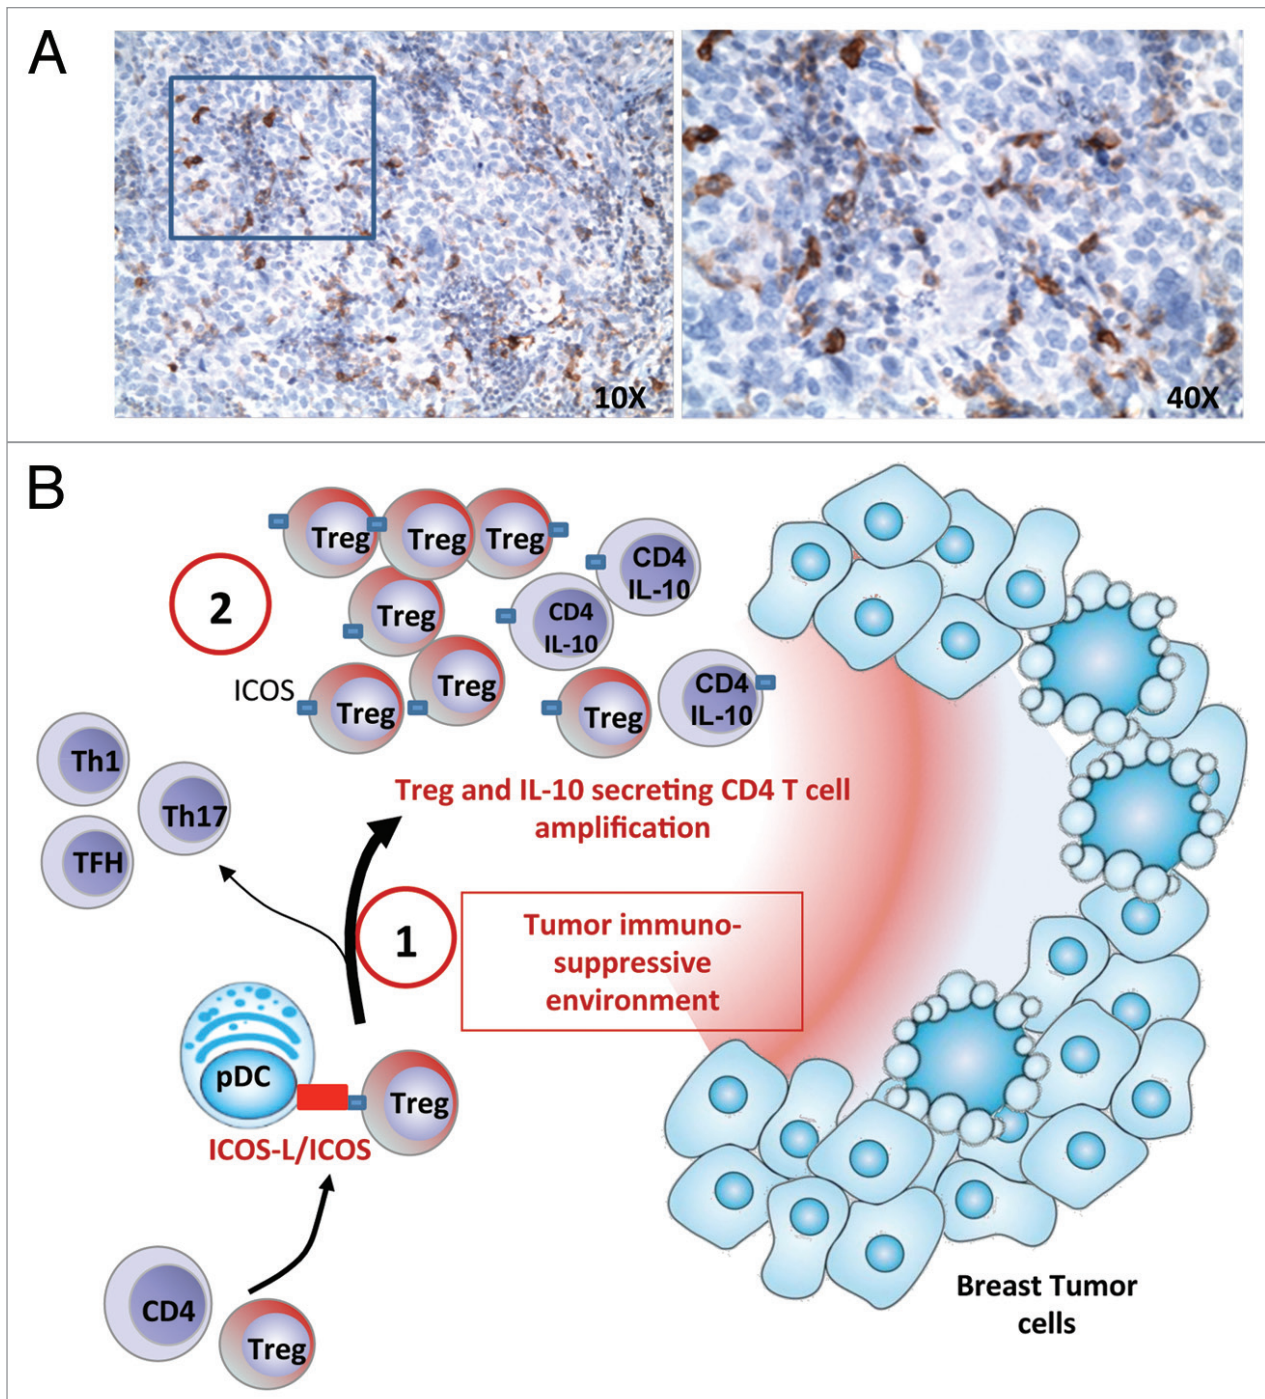 A
10X
40X
B
Treg
Treg
Treg
CD4
IL-10
2
Treg
CD4
IL-10
ICOS
Treg
Treg
Treg
CD4
IL-10
Th1
Th17
TFH
Treg and IL-10 secreting CD4 T cell
amplification
1
Tumor immuno-
suppressive
environment
pDC
Treg
ICOS-L/ICOS
CD4
Treg
Breast Tumor
cells